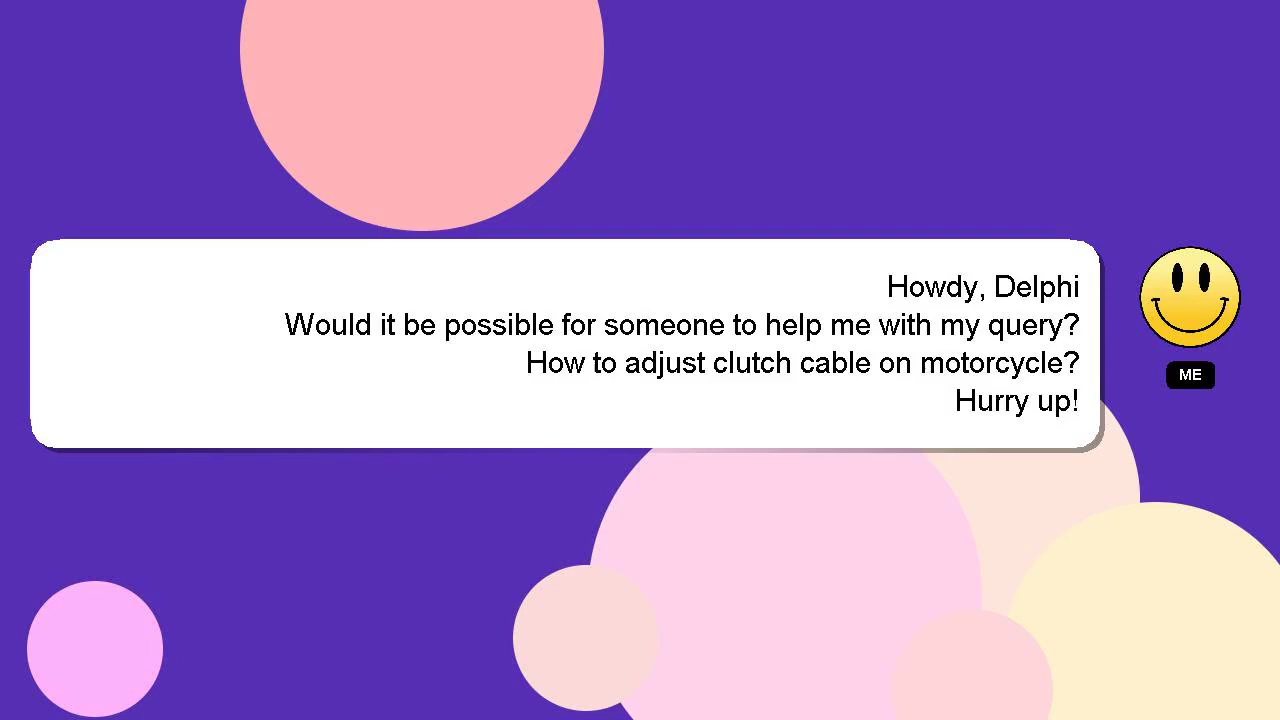 Howdy, Delphi
Would it be possible for someone to help me with my query?
How to adjust clutch cable on motorcycle?
Hurry up!
ME